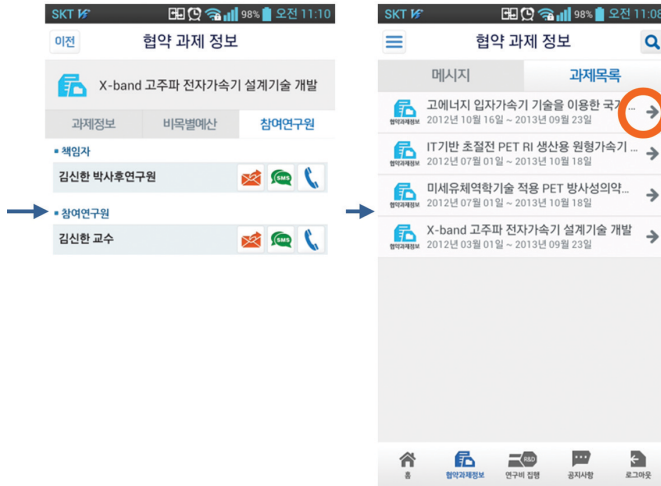 SKT 98% 오전 11:10
이전 협약 과제 정보
X-band 고주파 전자가속기 설계기술 개발
과제정보 비목별예산 참여연구원
책임자
김신한 박사후연구원
SMS
참여연구원
김신한 교수
SMS
SKT 98% 오전 11:08
협약 과제 정보
메시지 과제목록
고에너지 입자가속기 기술을 이용한 국가 ...
협약과제정보 2012년 10월 16일 ~ 2013년 09월 23일
IT기반 초절전 PET RI 생산용 원형가속기 ...
협약과제정보 2012년 07월 01일 ~ 2013년 10월 18일
미세유체역학기술 적용 PET 방사성의약...
협약과제정보 2012년 07월 01일 ~ 2013년 10월 18일
X-band 고주파 전자가속기 설계기술 개발
협약과제정보 2012년 03월 01일 ~ 2013년 09월 23일
R&D
홈 협약과제정보 연구비 집행 공지사항 로그아웃